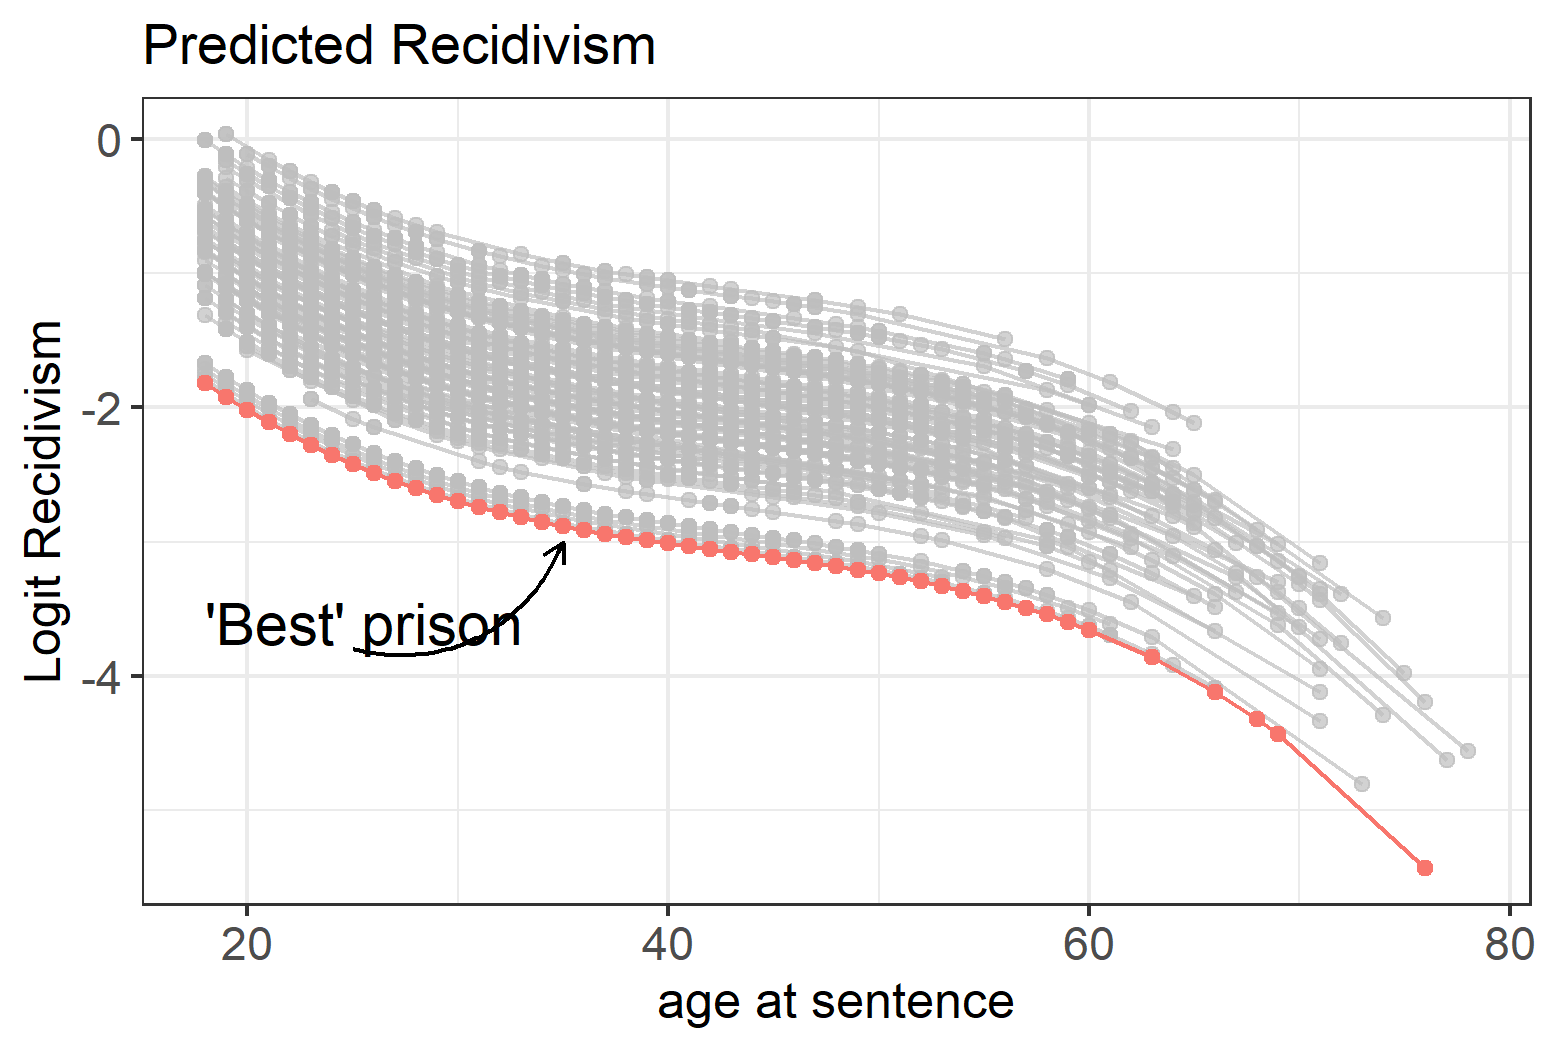 Predicted Recidivism
Logit Recidivism
0
-2
-4
'Best' prison
20
40
60
80
age at sentence